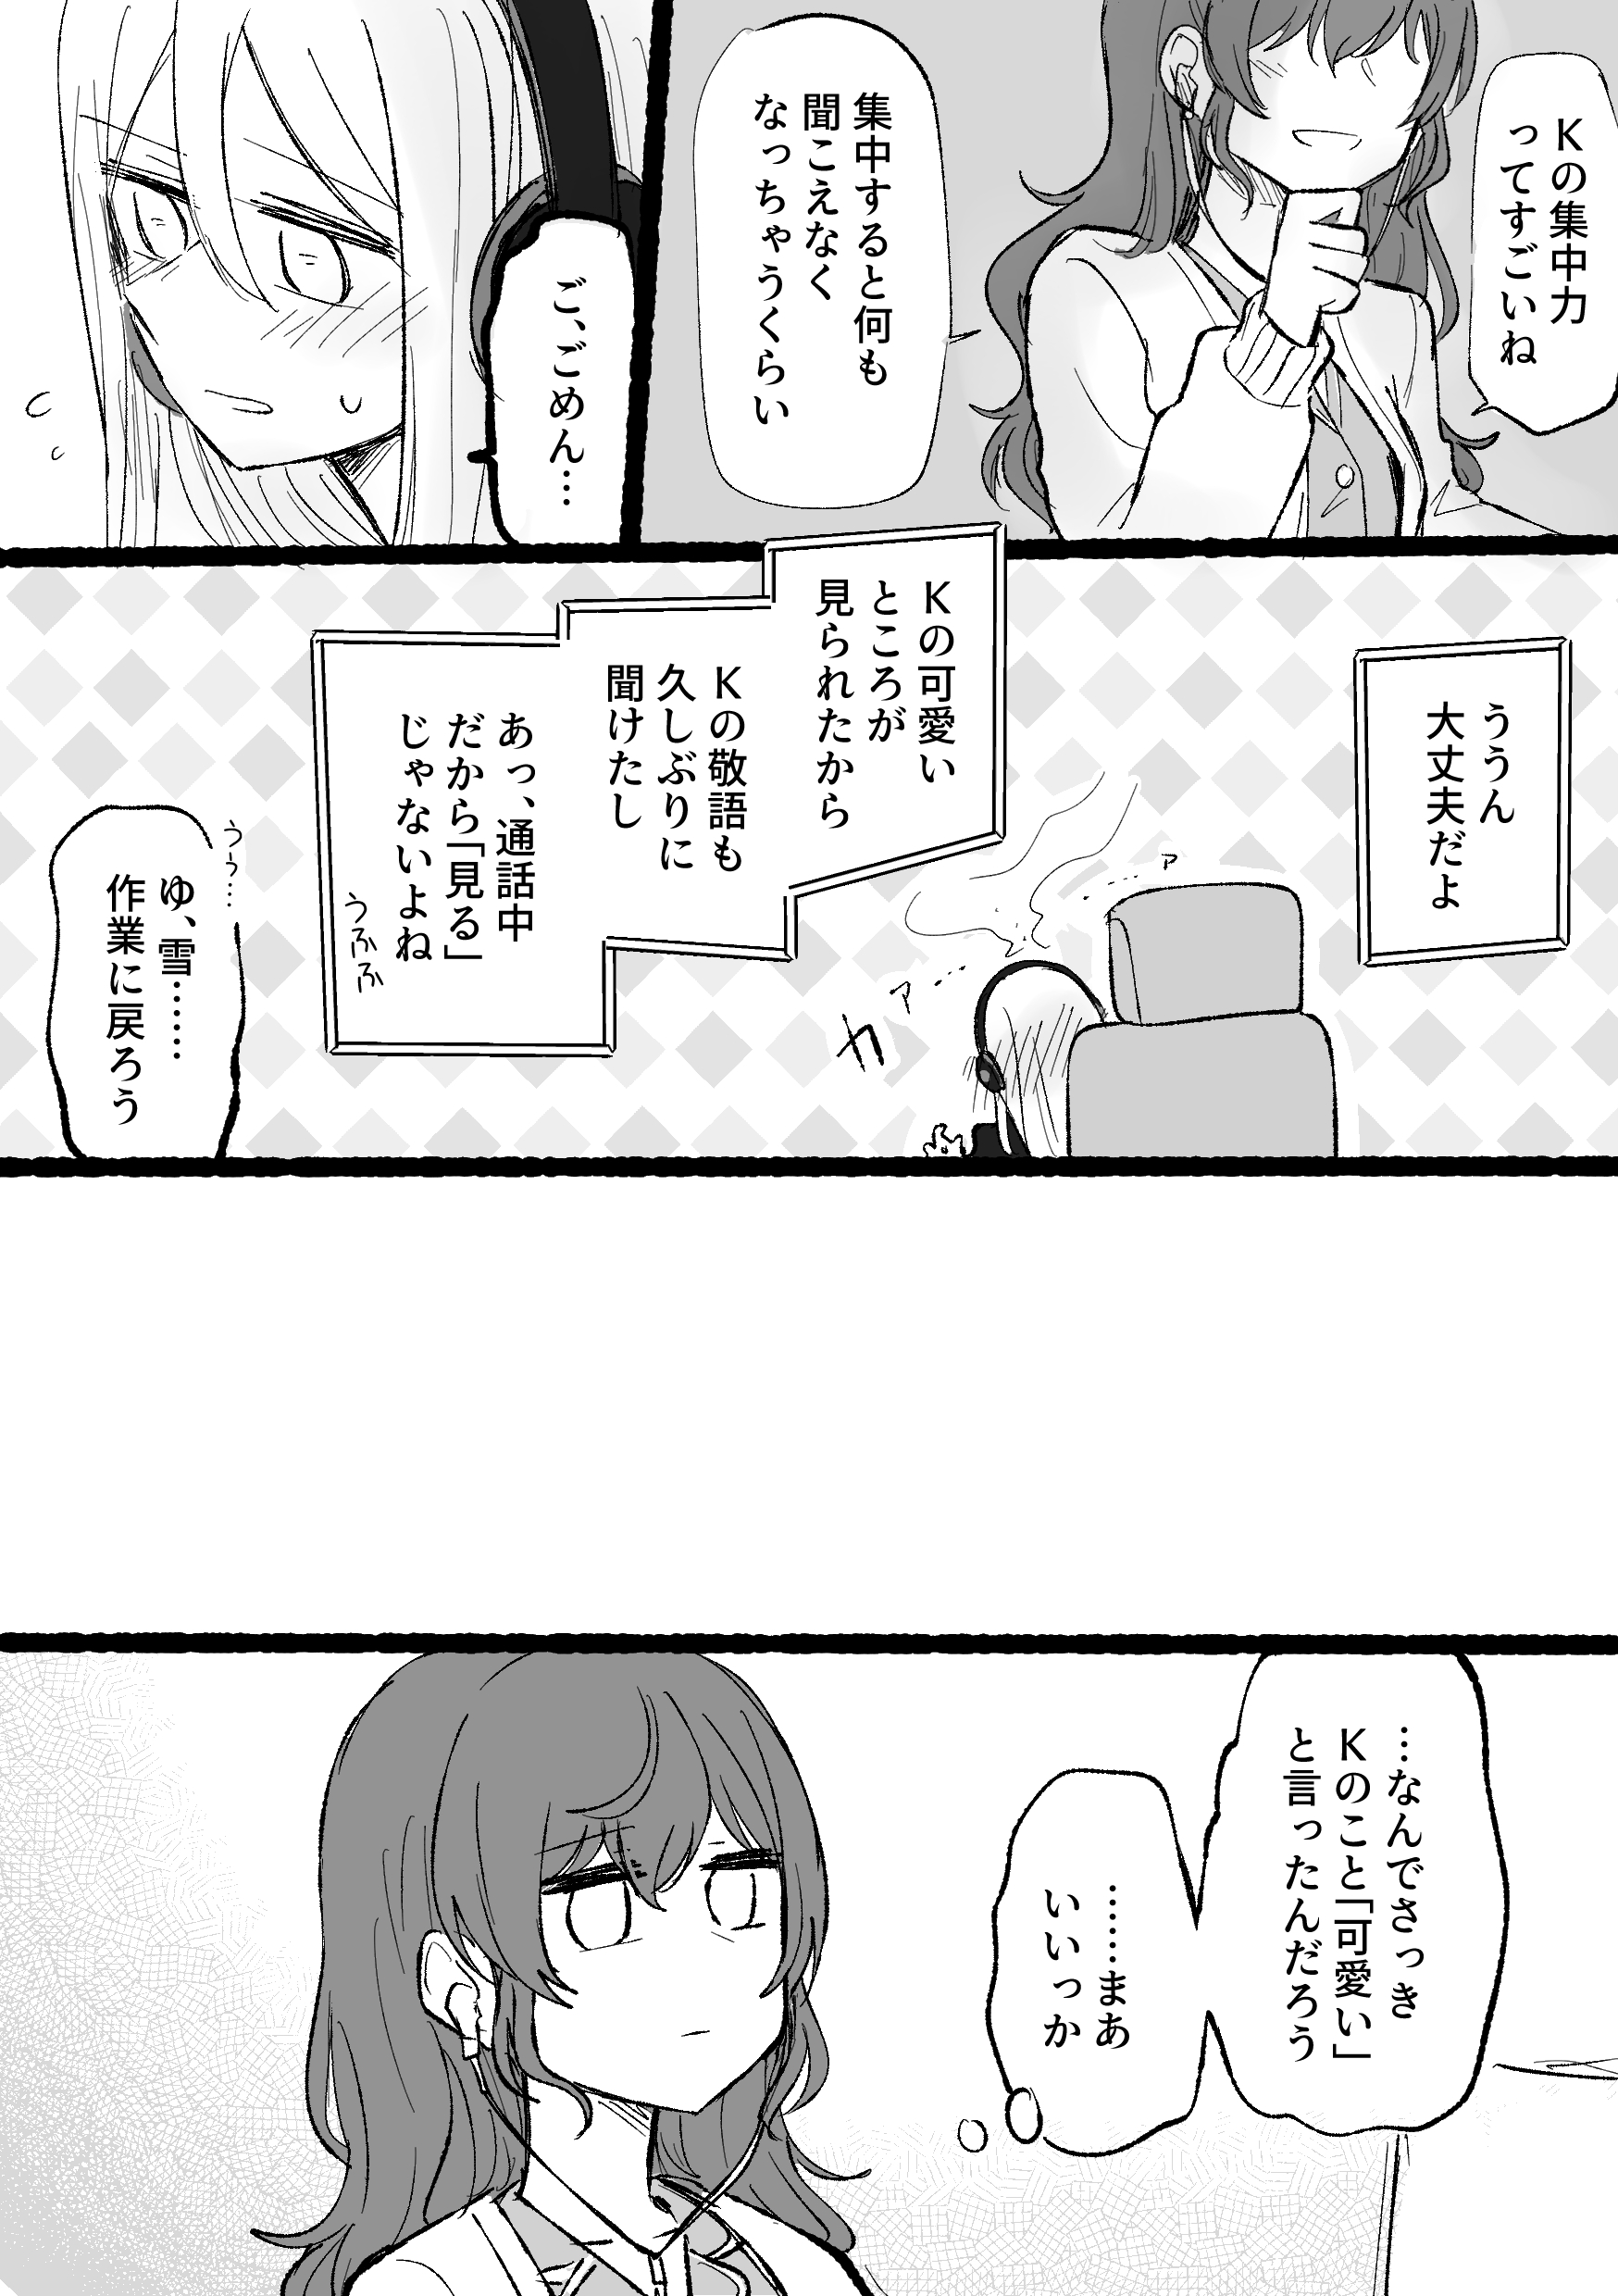 Kの集中力
ってすごいね
集中すると何も
聞こえなく
なっちゃうくらい
ご、ごめん…
ううん
大丈夫だよ
Kの可愛い
ところが
見られたから
Kの敬語も
久しぶりに
聞けたし
あっ、通話中
だから「見る」
じゃないよね
うふふ
カ
ァ
ァ
うぅ…
ゆ、雪……
作業に戻ろう
…なんでさっき
Kのこと「可愛い」
と言ったんだろう
………まあ
いいっか